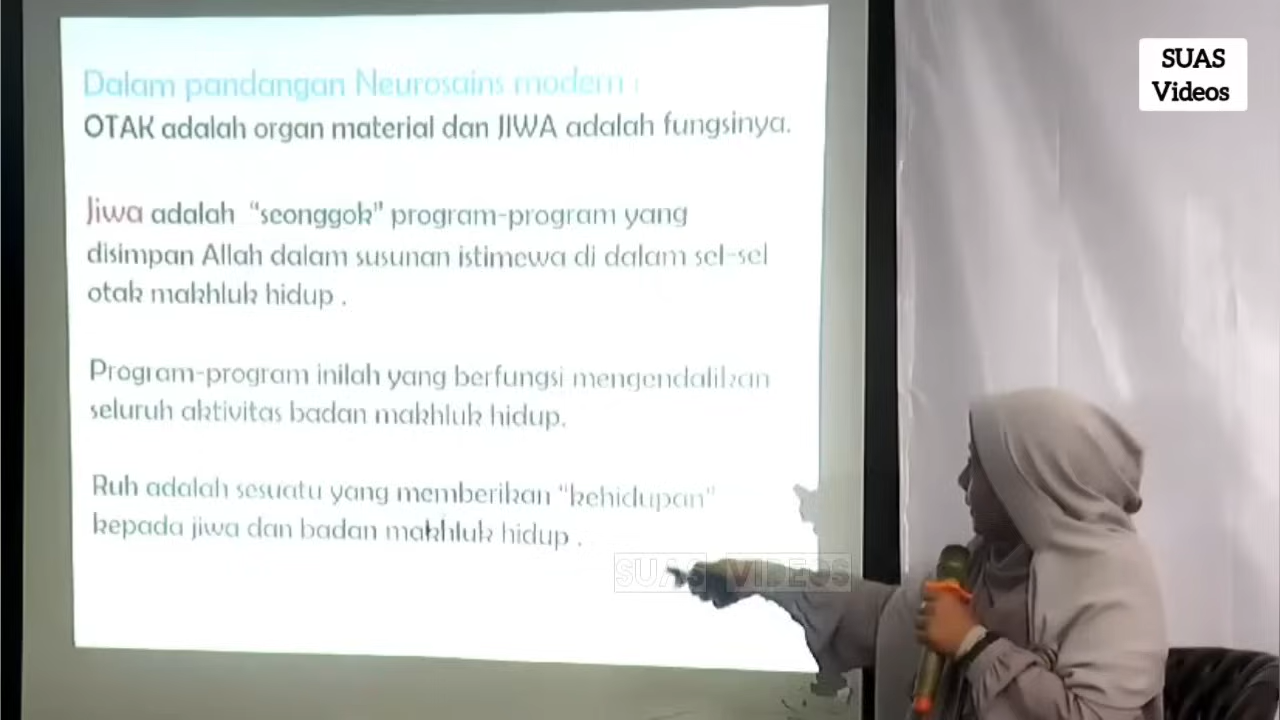 Dalam pandangan Neurosains modern :
OTAK adalah organ material dan JIWA adalah fungsinya.
Jiwa adalah "seonggok" program-program yang
disimpan Allah dalam susunan istimewa di dalam sel-sel
otak makhluk hidup .
Program-program inilah yang berfungsi mengendalikan
seluruh aktivitas badan makhluk hidup.
Ruh adalah sesuatu yang memberikan "kehidupan"
kepada jiwa dan badan makhluk hidup .
SUAS VIDEOS
SUAS
Videos